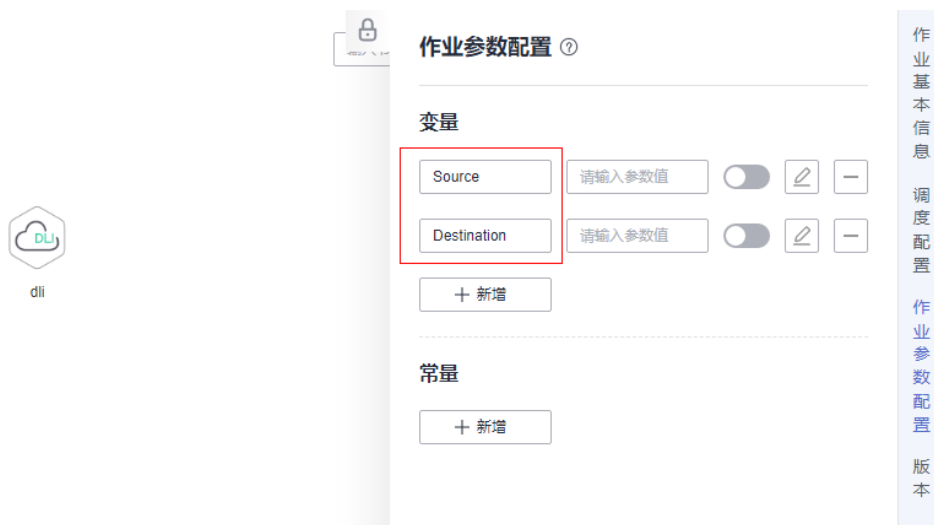 作业参数配置
变量
Source 请输入参数值
Destination 请输入参数值
新增
常量
新增
DLI
dli
作业基本信息
调度配置
作业参数配置
版本